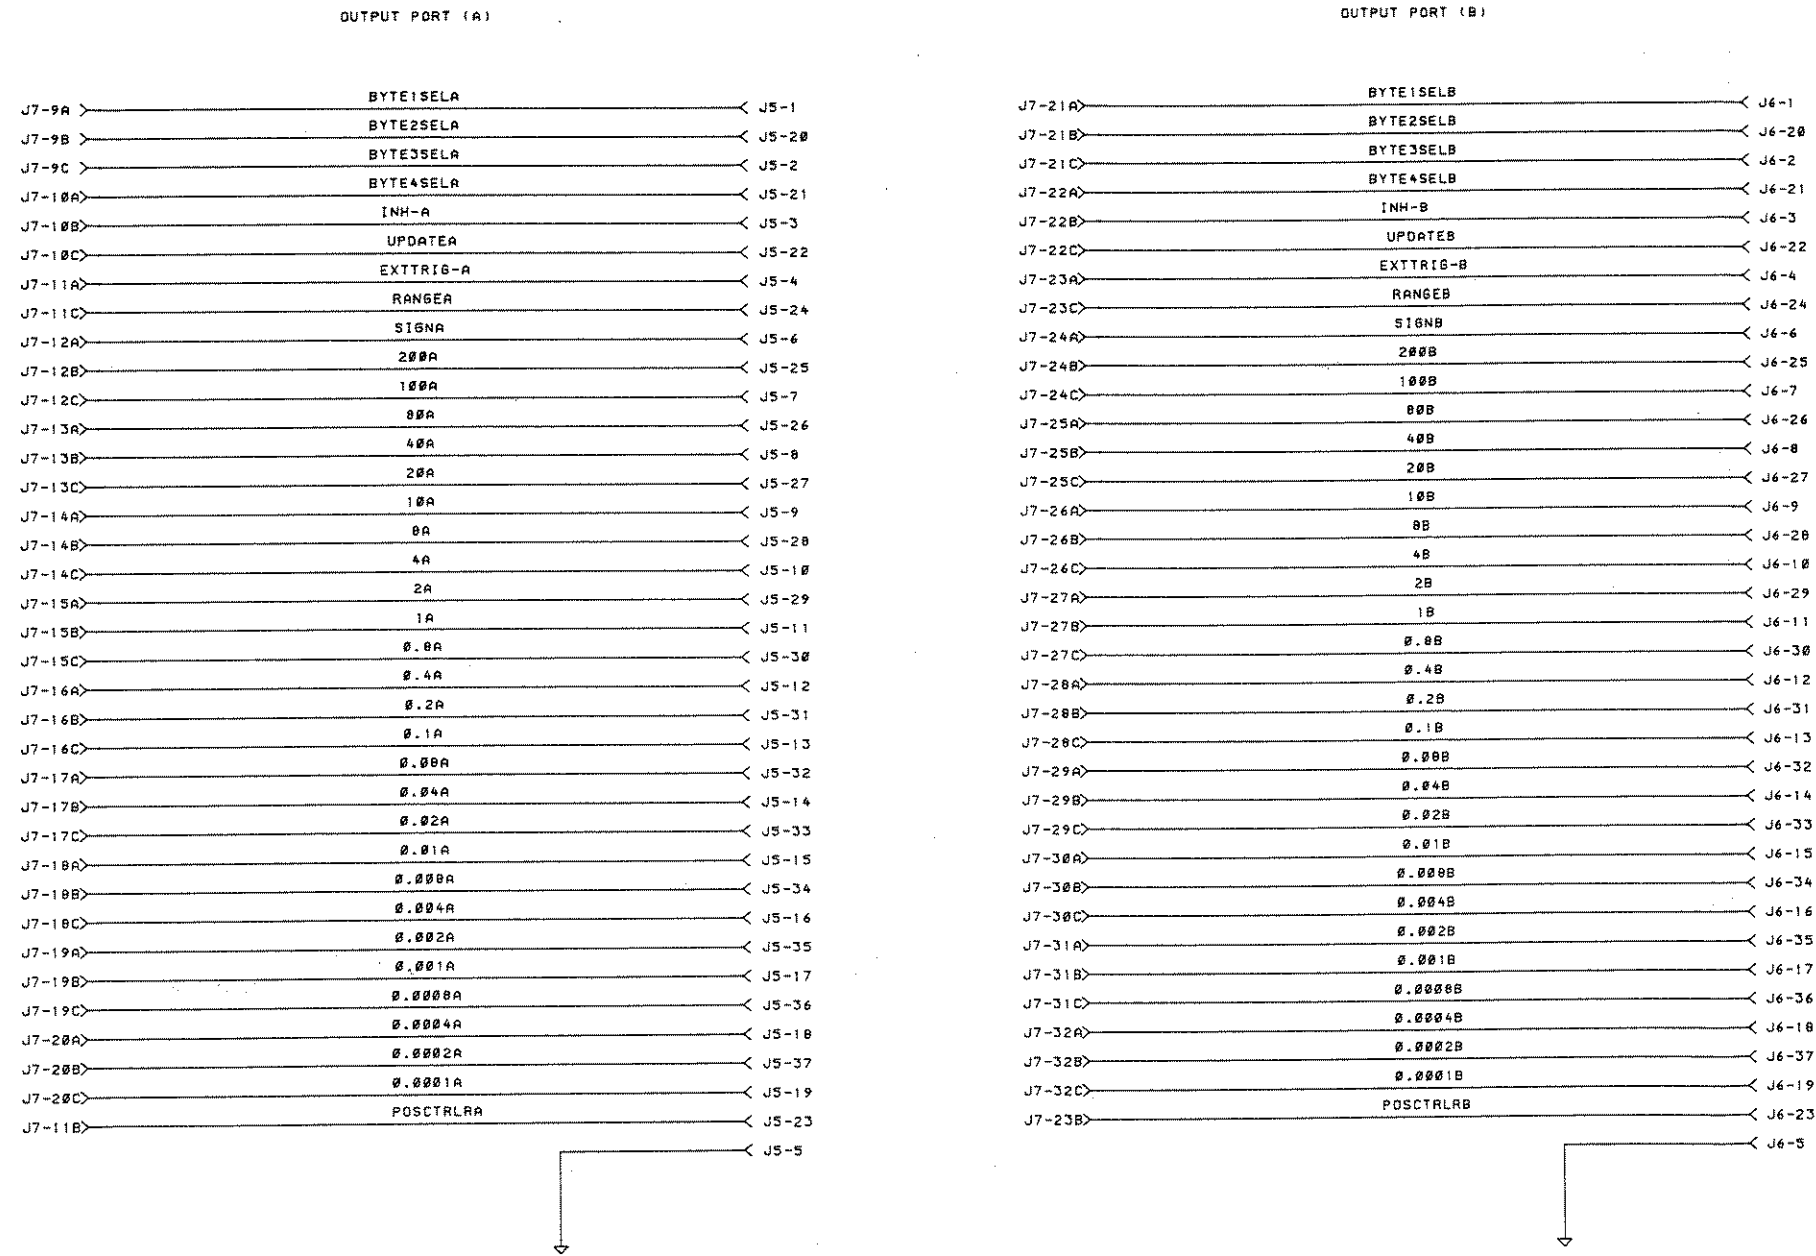 OUTPUT PORT (A)
J7-9A BYTE1SELA J5-1
J7-9B BYTE2SELA J5-20
J7-9C BYTE3SELA J5-2
J7-10A BYTE4SELA J5-21
J7-10B INH-A J5-3
J7-10C UPDATEA J5-22
J7-11A EXTTRIG-A J5-4
J7-11C RANGEA J5-24
J7-12A SIGNA J5-6
J7-12B 200A J5-25
J7-12C 100A J5-7
J7-13A 80A J5-26
J7-13B 40A J5-8
J7-13C 20A J5-27
J7-14A 10A J5-9
J7-14B 8A J5-28
J7-14C 4A J5-10
J7-15A 2A J5-29
J7-15B 1A J5-11
J7-15C 0.8A J5-30
J7-16A 0.4A J5-12
J7-16B 0.2A J5-31
J7-16C 0.1A J5-13
J7-17A 0.08A J5-32
J7-17B 0.04A J5-14
J7-17C 0.02A J5-33
J7-18A 0.01A J5-15
J7-18B 0.008A J5-34
J7-18C 0.004A J5-16
J7-19A 0.002A J5-35
J7-19B 0.001A J5-17
J7-19C 0.0008A J5-36
J7-20A 0.0004A J5-18
J7-20B 0.0002A J5-37
J7-20C 0.0001A J5-19
J7-11B POSCTRLRA J5-23
J5-5
OUTPUT PORT (B)
J7-21A BYTE1SELB J6-1
J7-21B BYTE2SELB J6-20
J7-21C BYTE3SELB J6-2
J7-22A BYTE4SELB J6-21
J7-22B INH-B J6-3
J7-22C UPDATEB J6-22
J7-23A EXTTRIG-B J6-4
J7-23C RANGEB J6-24
J7-24A SIGNB J6-6
J7-24B 200B J6-25
J7-24C 100B J6-7
J7-25A 80B J6-26
J7-25B 40B J6-8
J7-25C 20B J6-27
J7-26A 10B J6-9
J7-26B 8B J6-28
J7-26C 4B J6-10
J7-27A 2B J6-29
J7-27B 1B J6-11
J7-27C 0.8B J6-30
J7-28A 0.4B J6-12
J7-28B 0.2B J6-31
J7-28C 0.1B J6-13
J7-29A 0.08B J6-32
J7-29B 0.04B J6-14
J7-29C 0.02B J6-33
J7-30A 0.01B J6-15
J7-30B 0.008B J6-34
J7-30C 0.004B J6-16
J7-31A 0.002B J6-35
J7-31B 0.001B J6-17
J7-31C 0.0008B J6-36
J7-32A 0.0004B J6-18
J7-32B 0.0002B J6-37
J7-32C 0.0001B J6-19
J7-23B POSCTRLRB J6-23
J6-5